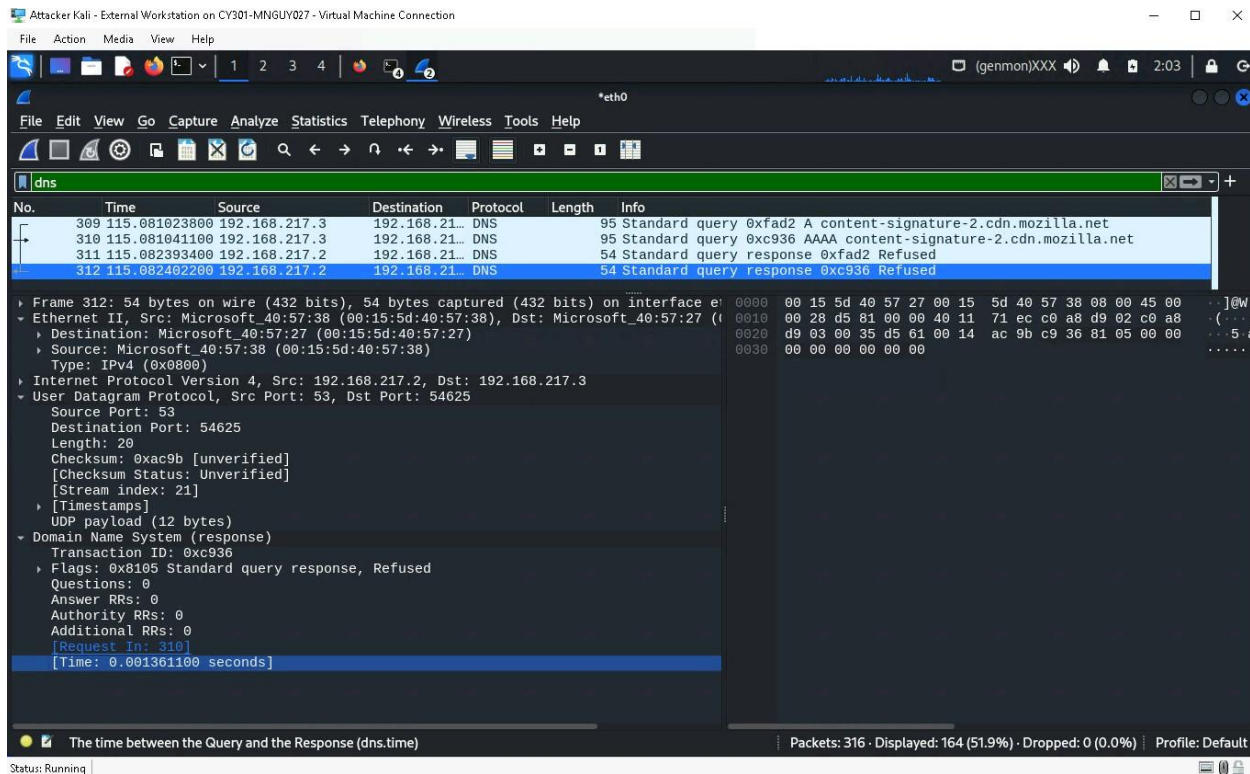 Attacker Kali - External Workstation on CY301-MNGUY027 - Virtual Machine Connection
File Action Media View Help
1 2 3 4 (genmon)XXX 2:03
*eth0
File Edit View Go Capture Analyze Statistics Telephony Wireless Tools Help
dns
No. Time Source Destination Protocol Length Info
309 115.081023800 192.168.217.3 192.168.21… DNS 95 Standard query 0xfad2 A content-signature-2.cdn.mozilla.net
310 115.081041100 192.168.217.3 192.168.21… DNS 95 Standard query 0xc936 AAAA content-signature-2.cdn.mozilla.net
311 115.082393400 192.168.217.2 192.168.21… DNS 54 Standard query response 0xfad2 Refused
312 115.082402200 192.168.217.2 192.168.21… DNS 54 Standard query response 0xc936 Refused
Frame 312: 54 bytes on wire (432 bits), 54 bytes captured (432 bits) on interface et
Ethernet II, Src: Microsoft_40:57:38 (00:15:5d:40:57:38), Dst: Microsoft_40:57:27 (
Destination: Microsoft_40:57:27 (00:15:5d:40:57:27)
Source: Microsoft_40:57:38 (00:15:5d:40:57:38)
Type: IPv4 (0x0800)
Internet Protocol Version 4, Src: 192.168.217.2, Dst: 192.168.217.3
User Datagram Protocol, Src Port: 53, Dst Port: 54625
Source Port: 53
Destination Port: 54625
Length: 20
Checksum: 0xac9b [unverified]
[Checksum Status: Unverified]
[Stream index: 21]
[Timestamps]
UDP payload (12 bytes)
Domain Name System (response)
Transaction ID: 0xc936
Flags: 0x8105 Standard query response, Refused
Questions: 0
Answer RRs: 0
Authority RRs: 0
Additional RRs: 0
[Request In: 310]
[Time: 0.001361100 seconds]
0000 00 15 5d 40 57 27 00 15 5d 40 57 38 08 00 45 00 ··]@W
0010 00 28 d5 81 00 00 40 11 71 ec c0 a8 d9 02 c0 a8 ·(···
0020 d9 03 00 35 d5 61 00 14 ac 9b c9 36 81 05 00 00 ···5·a
0030 00 00 00 00 00 00 ·····
The time between the Query and the Response (dns.time)
Packets: 316 · Displayed: 164 (51.9%) · Dropped: 0 (0.0%) Profile: Default
Status: Running